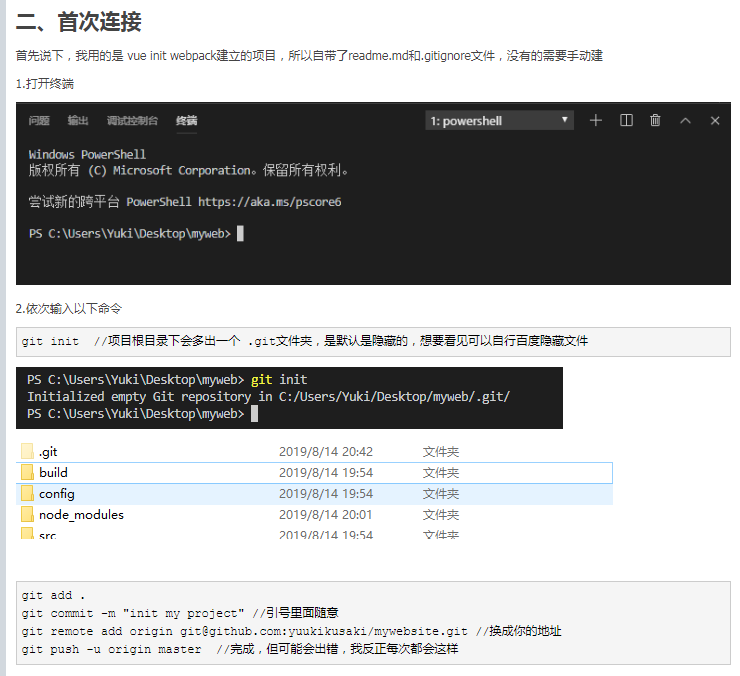 二、首次连接
首先说下，我用的是 vue init webpack建立的项目，所以自带了readme.md和.gitignore文件，没有的需要手动建
1.打开终端
问题 输出 调试控制台 终端 1: powershell
Windows PowerShell
版权所有 (C) Microsoft Corporation。保留所有权利。
尝试新的跨平台 PowerShell https://aka.ms/pscore6
PS C:\Users\Yuki\Desktop\myweb>
2.依次输入以下命令
git init //项目根目录下会多出一个 .git文件夹，是默认是隐藏的，想要看见可以自行百度隐藏文件
PS C:\Users\Yuki\Desktop\myweb> git init
Initialized empty Git repository in C:/Users/Yuki/Desktop/myweb/.git/
PS C:\Users\Yuki\Desktop\myweb>
.git 2019/8/14 20:42 文件夹
build 2019/8/14 19:54 文件夹
config 2019/8/14 19:54 文件夹
node_modules 2019/8/14 20:01 文件夹
src 2019/8/14 19:54 文件夹
git add .
git commit -m "init my project" //引号里面随意
git remote add origin git@github.com:yuukikusaki/mywebsite.git //换成你的地址
git push -u origin master //完成，但可能会出错，我反正每次都会这样